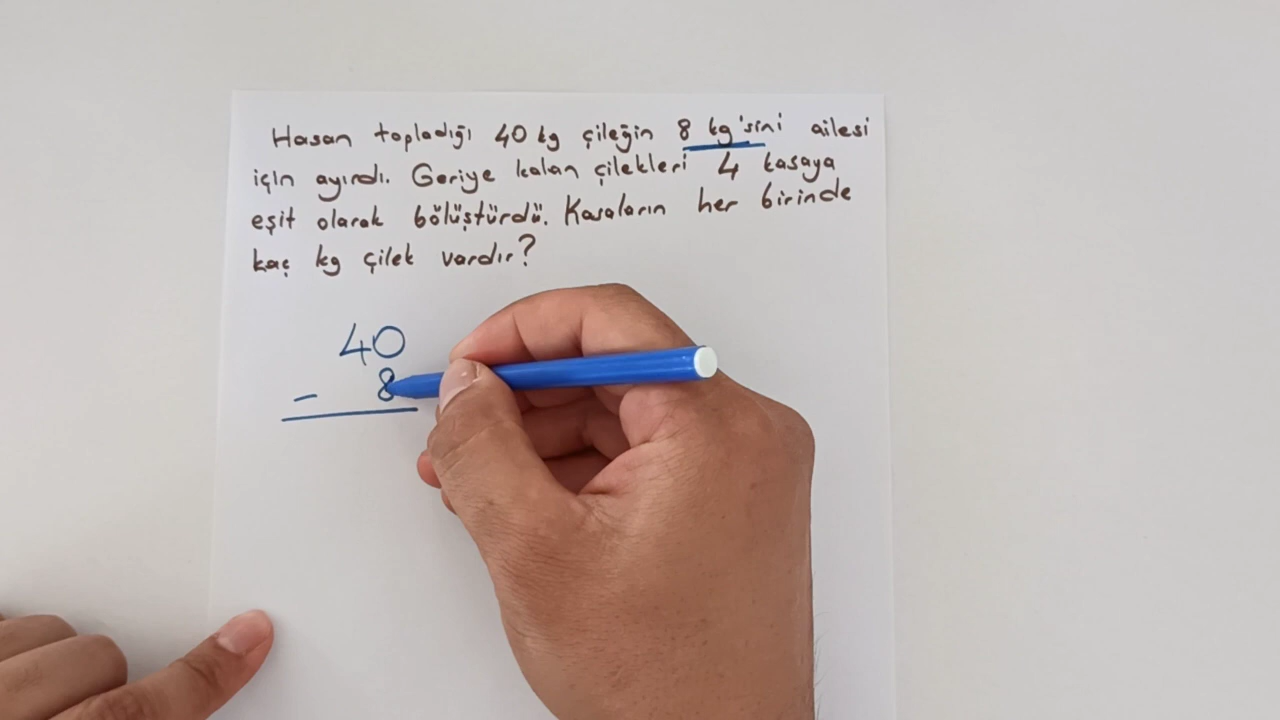 Hasan topladığı 40 kg çileğin 8 kg'sini ailesi
için ayırdı. Geriye kalan çilekleri 4 kasaya
eşit olarak bölüştürdü. Kasaların her birinde
kaç kg çilek vardır?
40
- 8